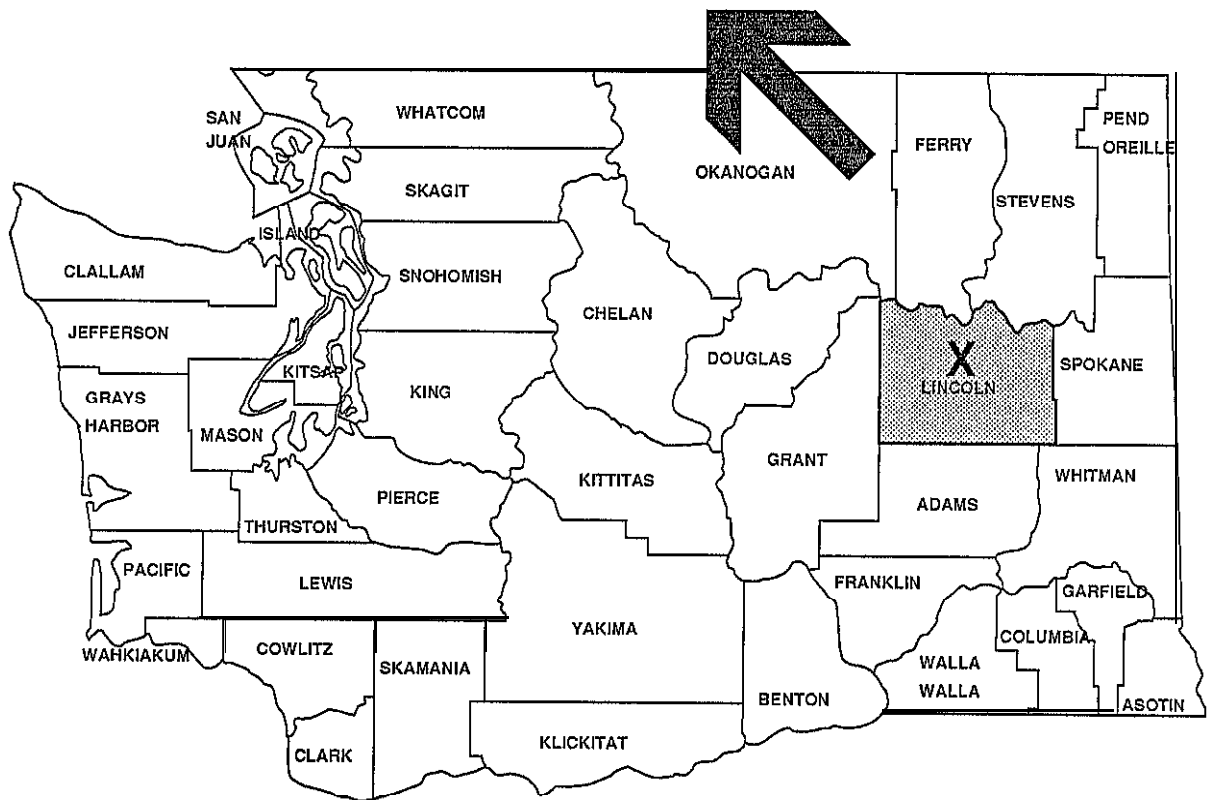 SAN
JUAN
WHATCOM
SKAGIT
ISLAND
CLALLAM
SNOHOMISH
JEFFERSON
KITSAP
GRAYS
HARBOR
MASON
KING
PIERCE
THURSTON
PACIFIC
LEWIS
WAHKIAKUM
COWLITZ
SKAMANIA
CLARK
OKANOGAN
FERRY
STEVENS
PEND
OREILLE
CHELAN
DOUGLAS
X
LINCOLN
SPOKANE
KITTITAS
GRANT
ADAMS
WHITMAN
YAKIMA
FRANKLIN
GARFIELD
COLUMBIA
WALLA
WALLA
BENTON
ASOTIN
KLICKITAT